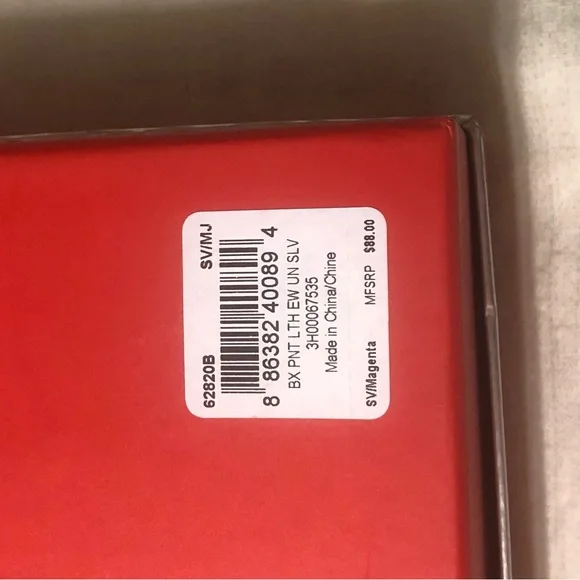 62820B SV/MJ
8 86382 40089 4
BX PNT LTH EW UN SLV
3H00067535
Made in China/Chine
SV/Magenta MFSRP $88.00